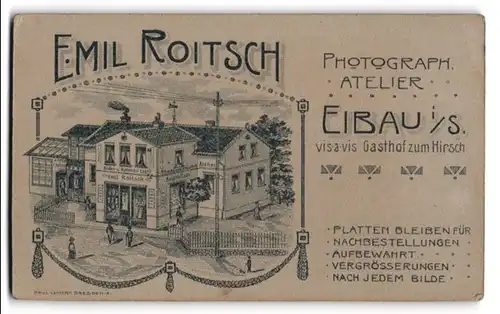 EMIL ROITSCH
PHOTOGRAPH.
ATELIER
EIBAU i/S.
vis-a-vis Gasthof zum Hirsch
· PLATTEN BLEIBEN FÜR
· NACHBESTELLUNGEN ·
· AUFBEWAHRT ·
· VERGRÖSSERUNGEN ·
· NACH JEDEM BILDE ·